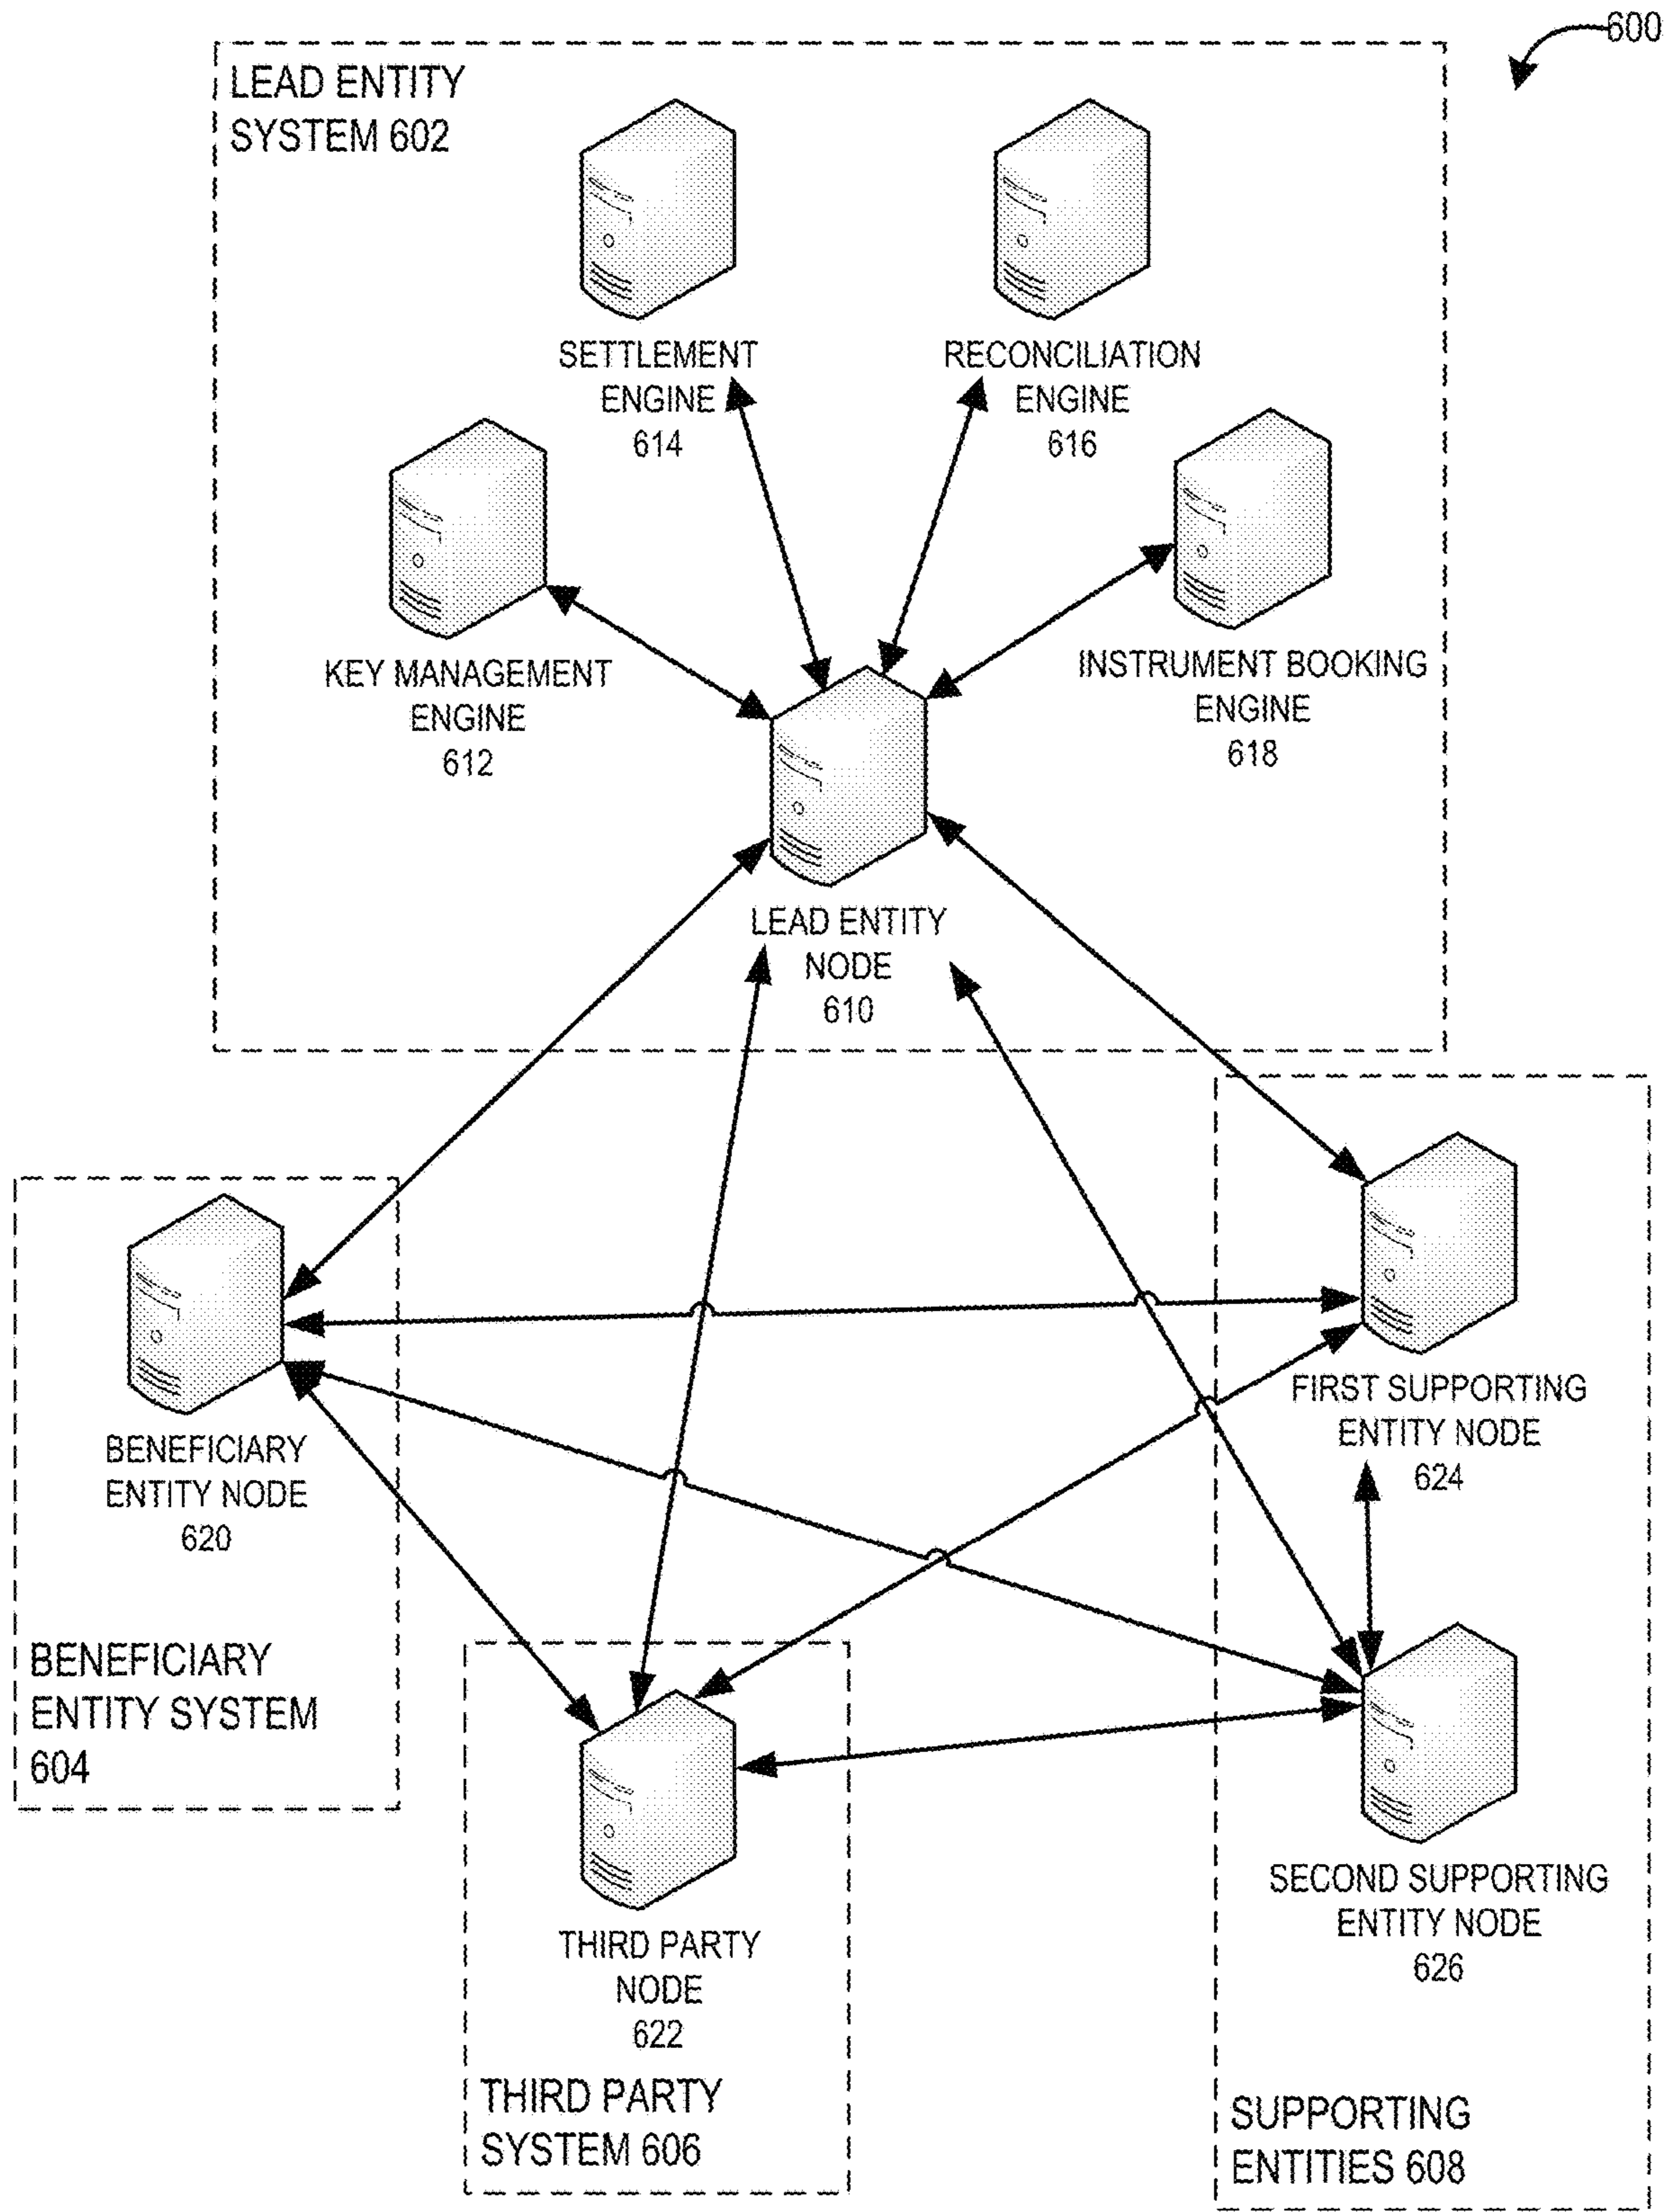 600
LEAD ENTITY
SYSTEM 602
SETTLEMENT
ENGINE
614
RECONCILIATION
ENGINE
616
KEY MANAGEMENT
ENGINE
612
INSTRUMENT BOOKING
ENGINE
618
LEAD ENTITY
NODE
610
BENEFICIARY
ENTITY NODE
620
BENEFICIARY
ENTITY SYSTEM
604
FIRST SUPPORTING
ENTITY NODE
624
THIRD PARTY
NODE
622
THIRD PARTY
SYSTEM 606
SECOND SUPPORTING
ENTITY NODE
626
SUPPORTING
ENTITIES 608